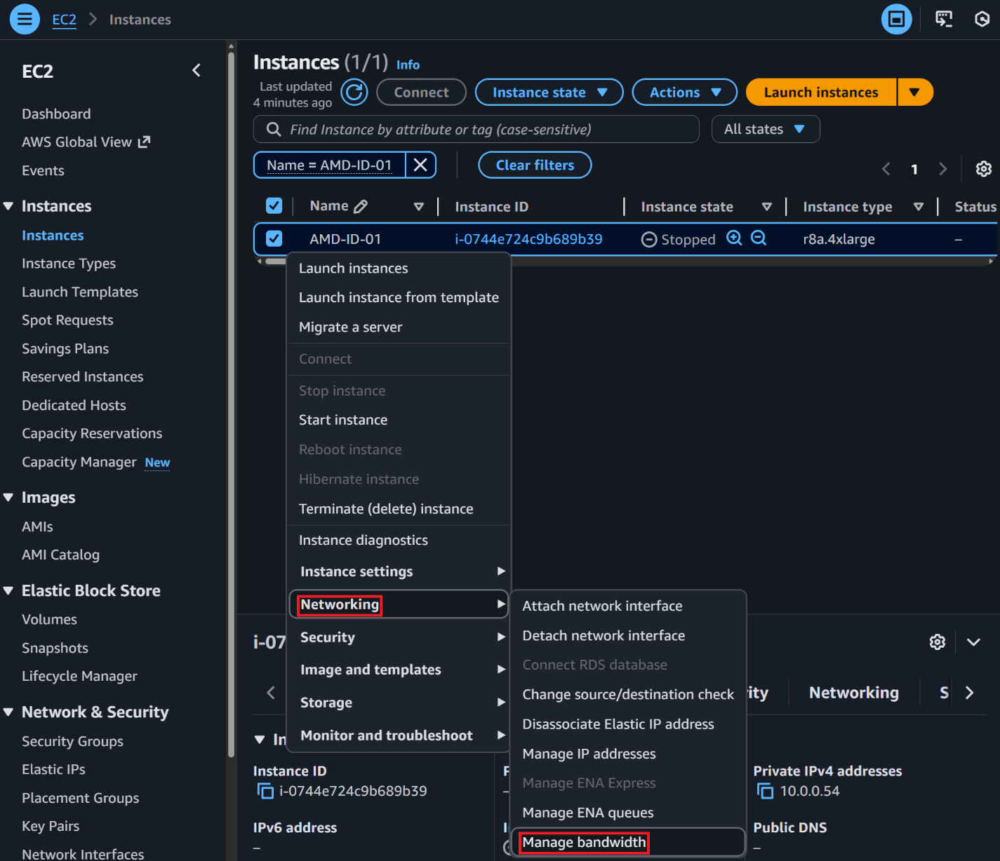 EC2 > Instances
EC2
Dashboard
AWS Global View
Events
Instances
Instances
Instance Types
Launch Templates
Spot Requests
Savings Plans
Reserved Instances
Dedicated Hosts
Capacity Reservations
Capacity Manager New
Images
AMIs
AMI Catalog
Elastic Block Store
Volumes
Snapshots
Lifecycle Manager
Network & Security
Security Groups
Elastic IPs
Placement Groups
Key Pairs
Network Interfaces
Instances (1/1) Info
Last updated
4 minutes ago
Connect
Instance state
Actions
Launch instances
Find Instance by attribute or tag (case-sensitive)
All states
Name = AMD-ID-01
Clear filters
1
Name Instance ID Instance state Instance type Status
AMD-ID-01 i-0744e724c9b689b39 Stopped r8a.4xlarge –
Launch instances
Launch instance from template
Migrate a server
Connect
Stop instance
Start instance
Reboot instance
Hibernate instance
Terminate (delete) instance
Instance diagnostics
Instance settings
Networking
Security
Image and templates
Storage
Monitor and troubleshoot
Attach network interface
Detach network interface
Connect RDS database
Change source/destination check
Disassociate Elastic IP address
Manage IP addresses
Manage ENA Express
Manage ENA queues
Manage bandwidth
i-07
ity Networking S
In
Instance ID
i-0744e724c9b689b39
IPv6 address
–
Private IPv4 addresses
10.0.0.54
Public DNS
–